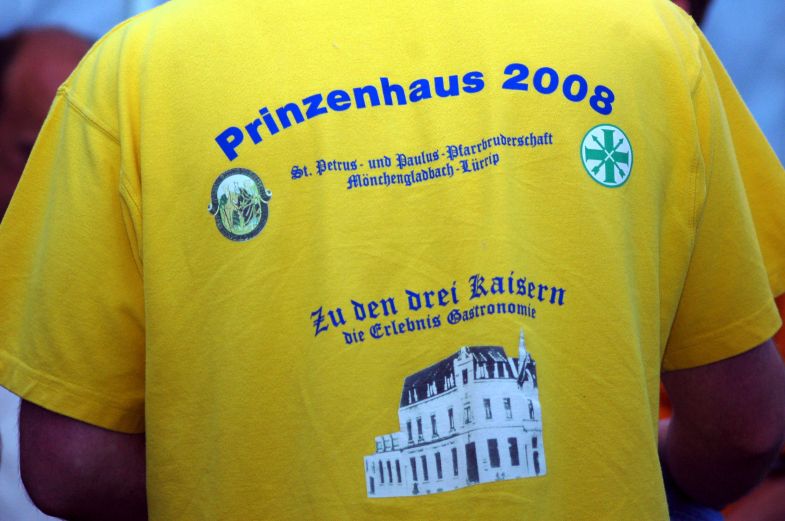 Prinzenhaus 2008
St. Petrus- und Paulus-Pfarrbruderschaft
Mönchengladbach-Lürrip
Zu den drei Kaisern
die Erlebnis Gastronomie